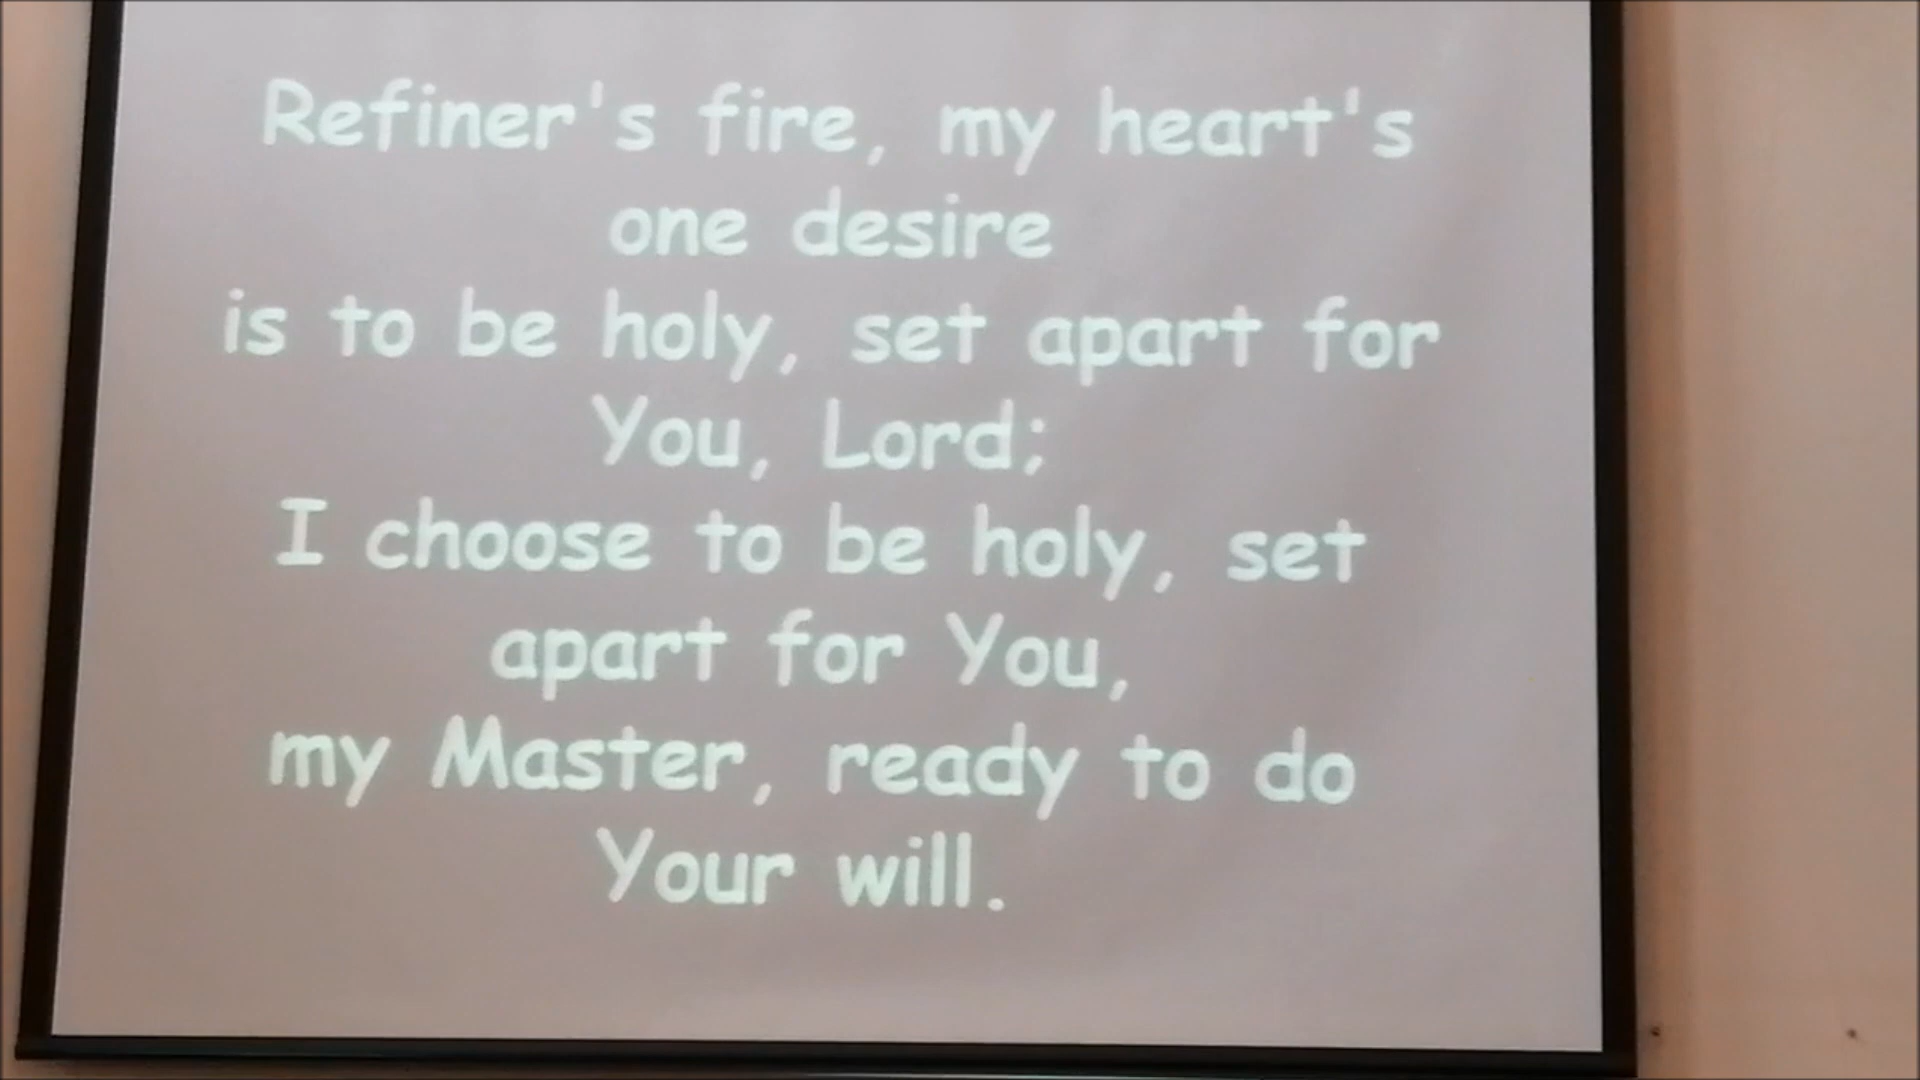 Refiner's fire, my heart's
one desire
is to be holy, set apart for
You, Lord;
I choose to be holy, set
apart for You,
my Master, ready to do
Your will.